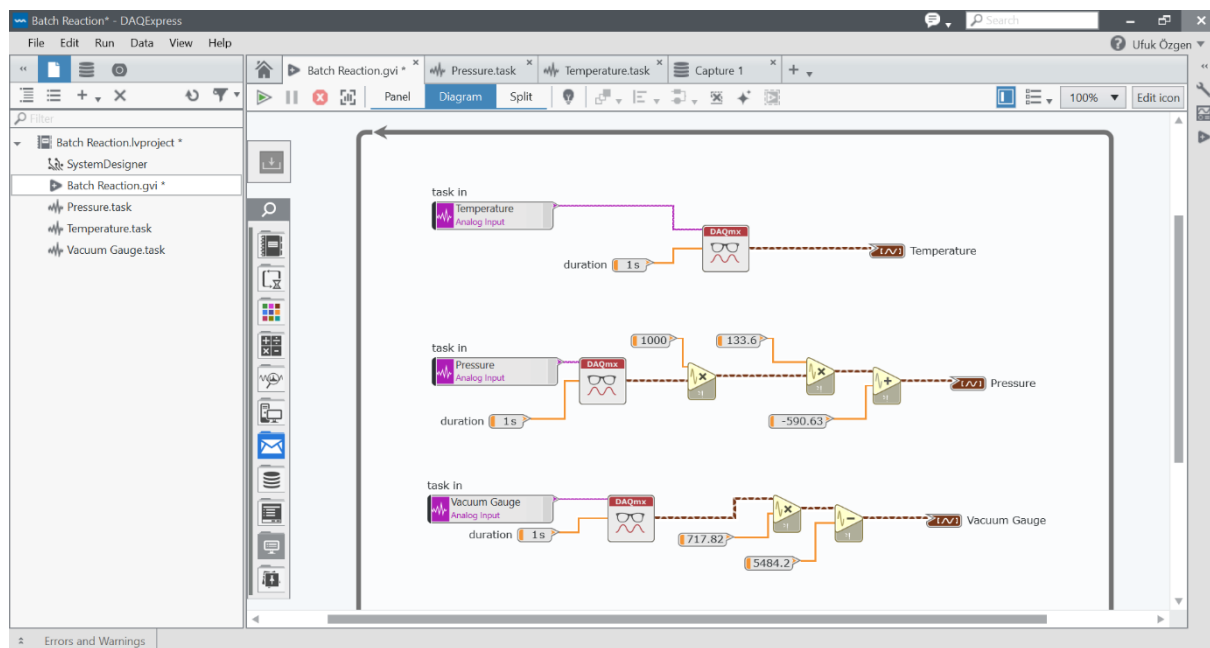 Batch Reaction* - DAQExpress
Search
File Edit Run Data View Help
Ufuk Özgen
Batch Reaction.gvi *
Pressure.task
Temperature.task
Capture 1
Panel
Diagram
Split
100%
Edit icon
Filter
Batch Reaction.lvproject *
SystemDesigner
Batch Reaction.gvi *
Pressure.task
Temperature.task
Vacuum Gauge.task
task in
Temperature
Analog Input
DAQmx
duration 1s
Temperature
1000
133.6
task in
Pressure
Analog Input
DAQmx
Pressure
duration 1s
-590.63
task in
Vacuum Gauge
Analog Input
DAQmx
Vacuum Gauge
duration 1s
717.82
5484.2
Errors and Warnings